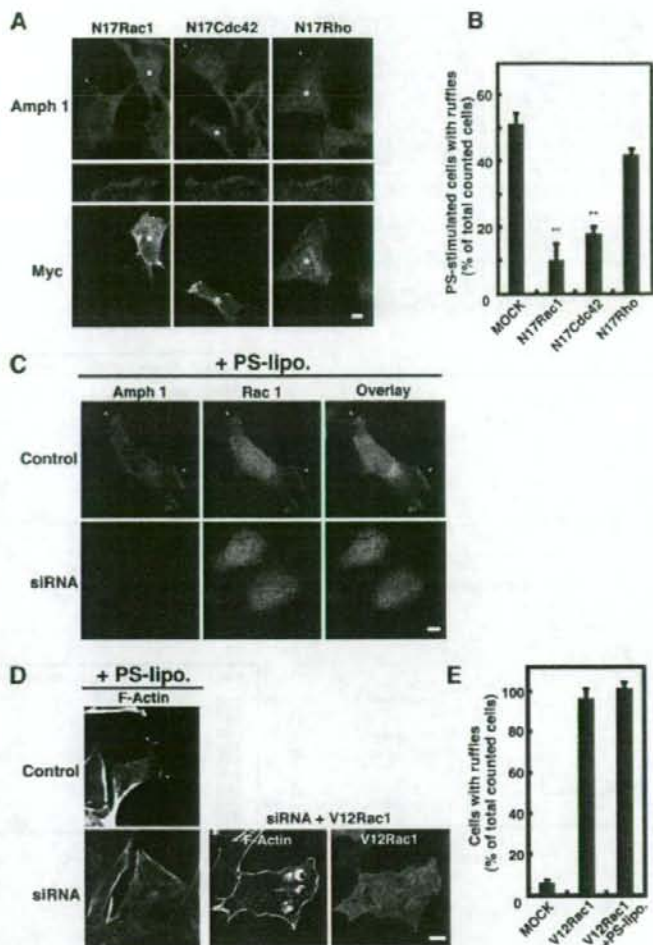 A
N17Rac1 N17Cdc42 N17Rho
Amph 1
Myc
B
PS-stimulated cells with ruffles
(% of total counted cells)
60
40
20
0
MOCK
N17Rac1
N17Cdc42
N17Rho
**
**
C
+ PS-lipo.
Amph 1 Rac 1 Overlay
Control
siRNA
D
+ PS-lipo.
F-Actin
Control
siRNA + V12Rac1
F-Actin V12Rac1
siRNA
E
Cells with ruffles
(% of total counted cells)
100
80
60
40
20
0
MOCK
V12Rac1
V12Rac1
+PS-lipo.